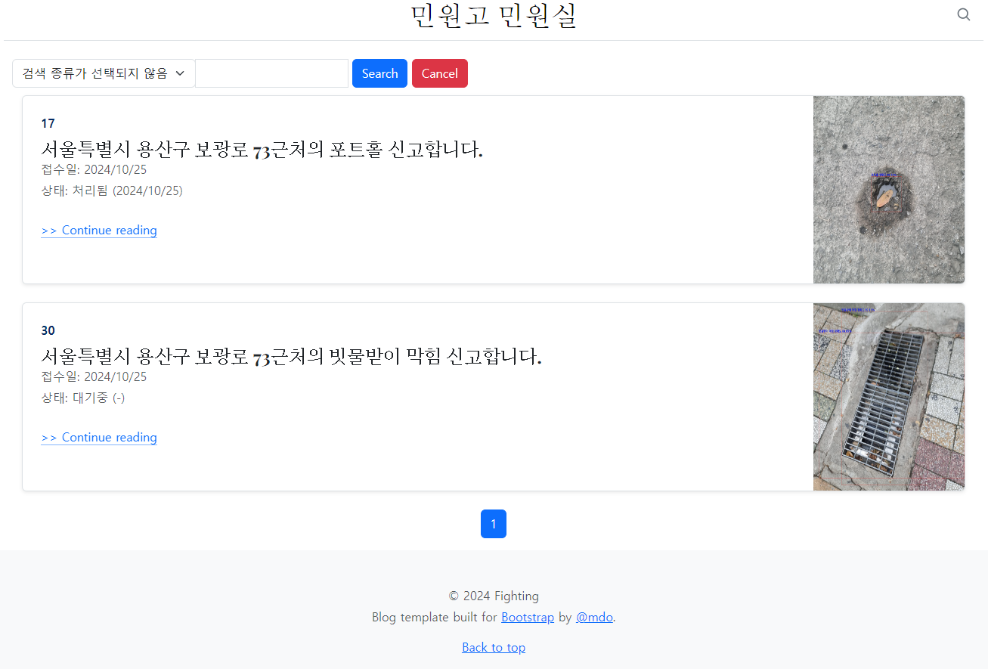 민원고 민원실
검색 종류가 선택되지 않음 Search Cancel
17
서울특별시 용산구 보광로 73근처의 포트홀 신고합니다.
접수일: 2024/10/25
상태: 처리됨 (2024/10/25)
>> Continue reading
30
서울특별시 용산구 보광로 73근처의 빗물받이 막힘 신고합니다.
접수일: 2024/10/25
상태: 대기중 (-)
>> Continue reading
1
© 2024 Fighting
Blog template built for Bootstrap by @mdo.
Back to top